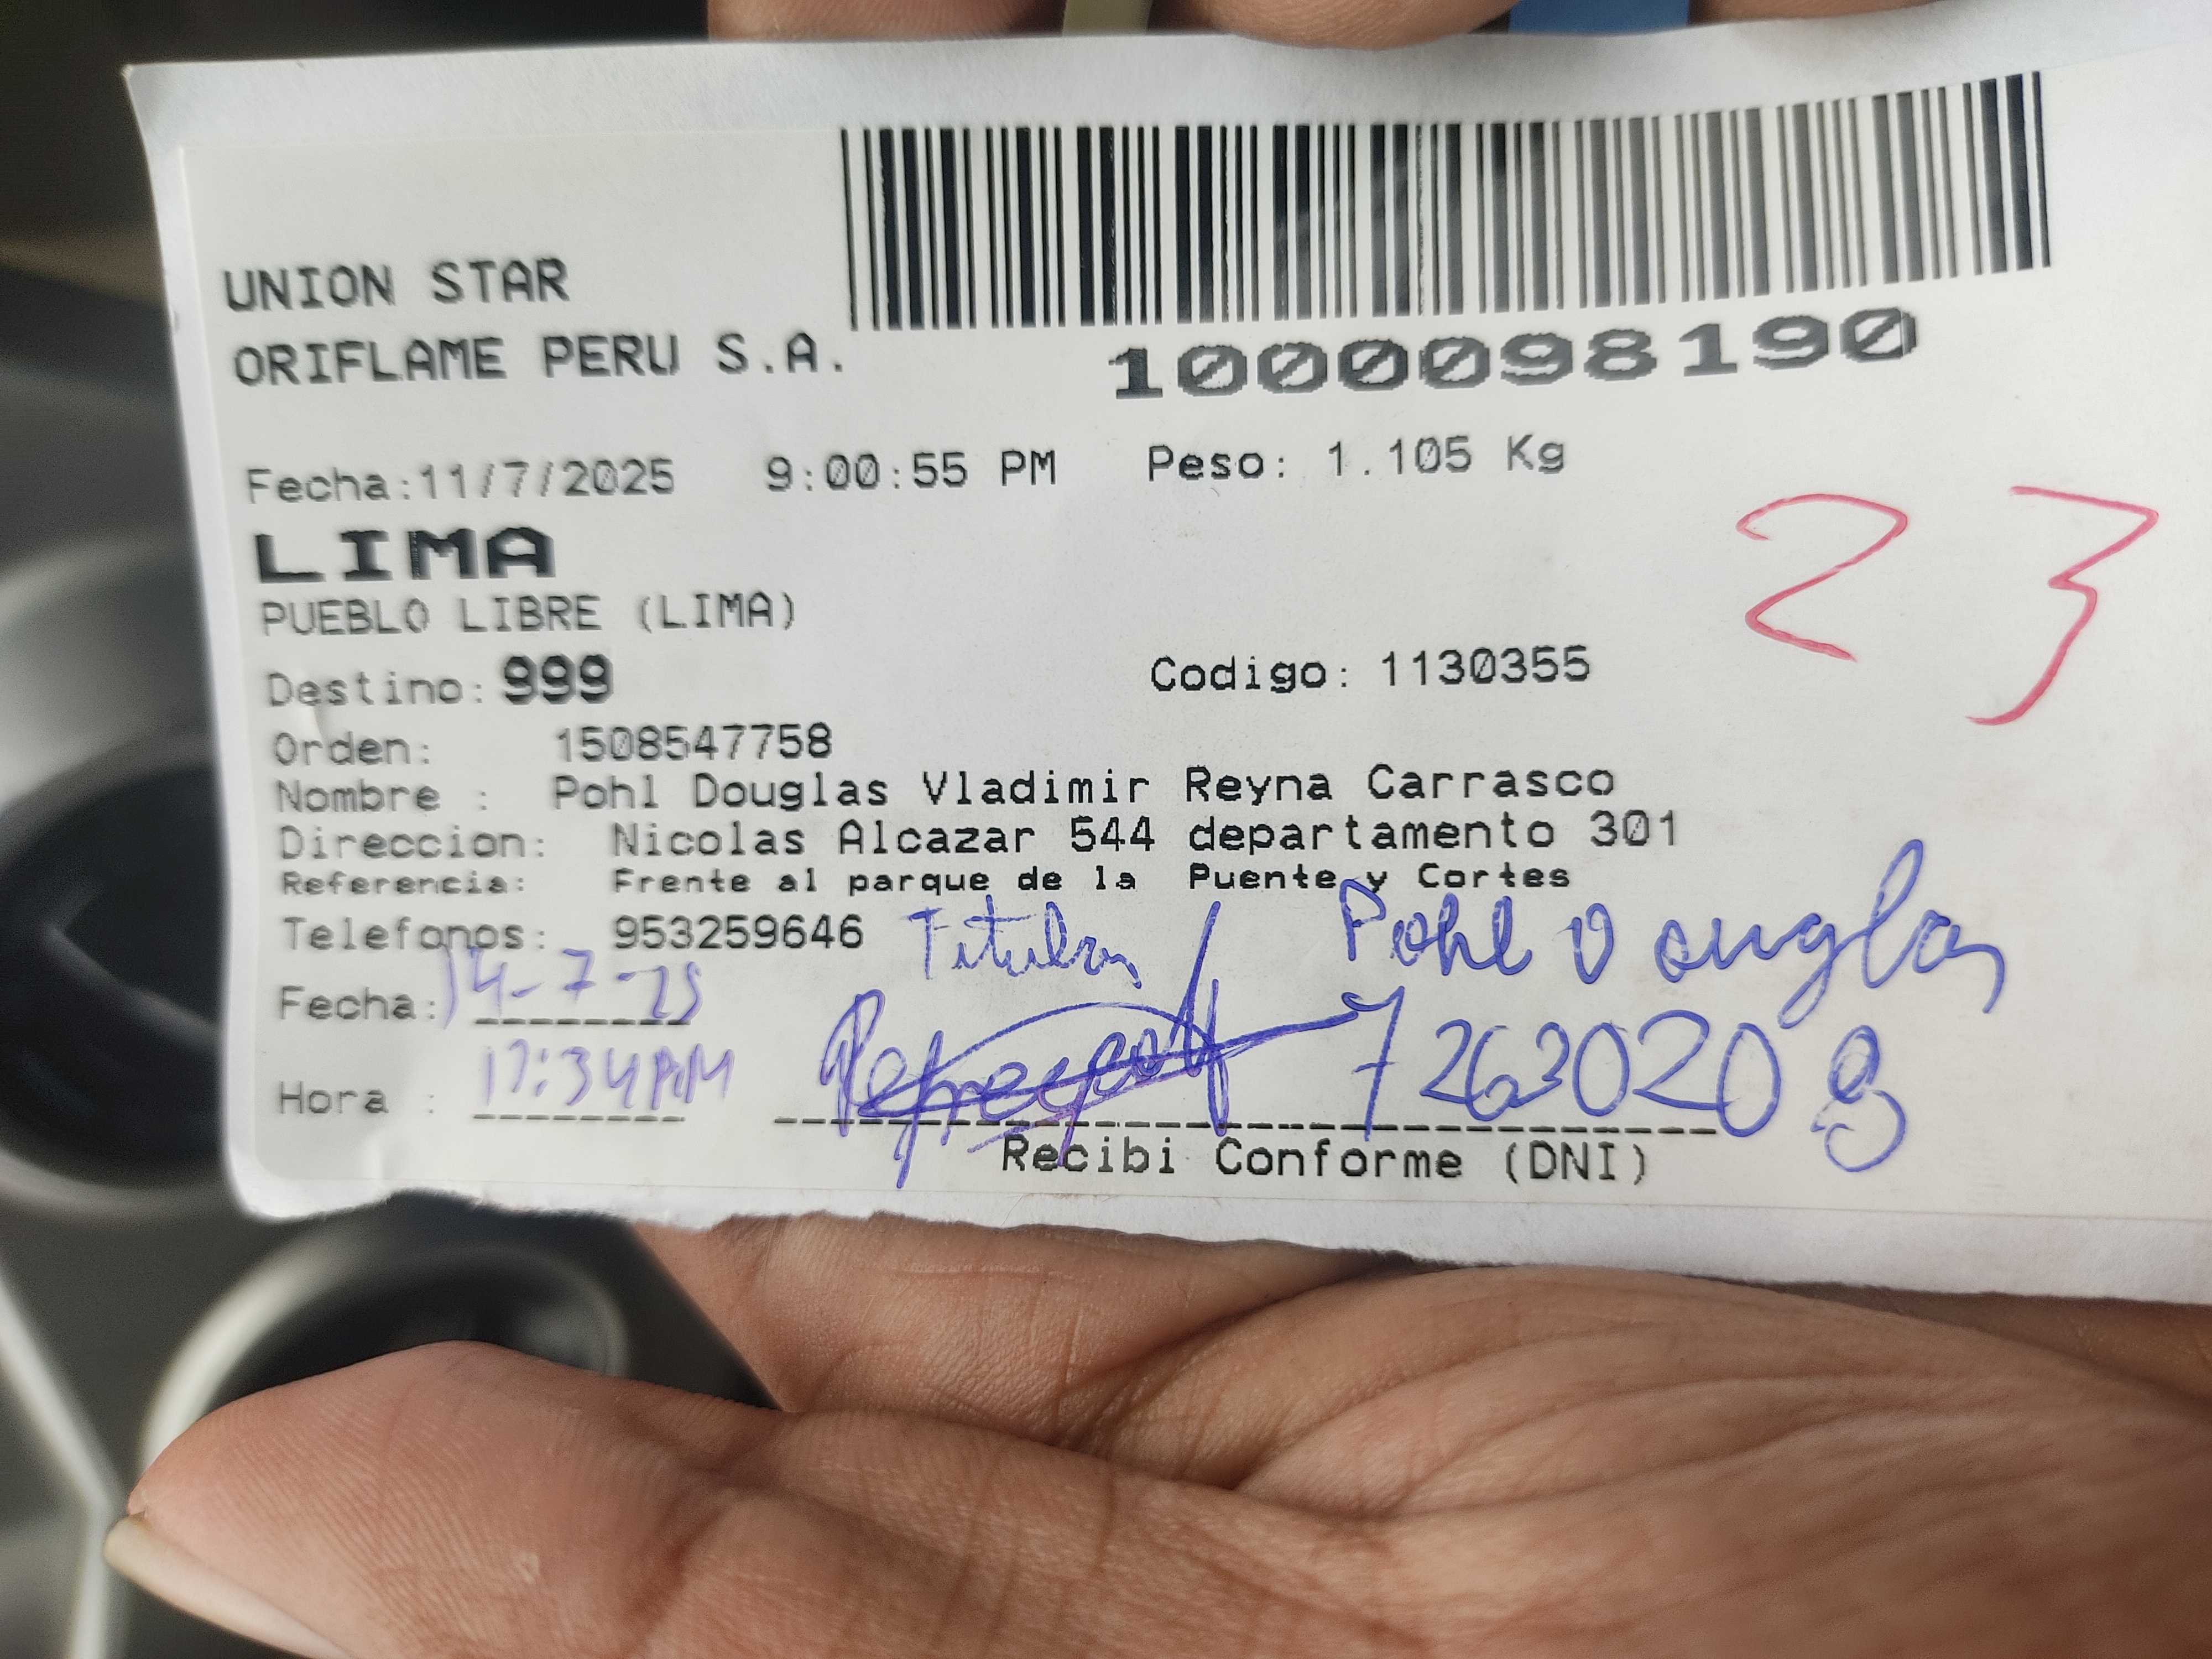 UNION STAR
ORIFLAME PERU S.A.
1000098190
Fecha:11/7/2025 9:00:55 PM Peso: 1.105 Kg
LIMA
PUEBLO LIBRE (LIMA)
23
Destino: 999 Codigo: 1130355
Orden: 1508547758
Nombre : Pohl Douglas Vladimir Reyna Carrasco
Direccion: Nicolas Alcazar 544 departamento 301
Referencia: Frente al parque de la Puente y Cortes
Telefonos: 953259646 Titular Pohl Douglas
Fecha: 14-7-25
Hora : 72630208
Recibi Conforme (DNI)